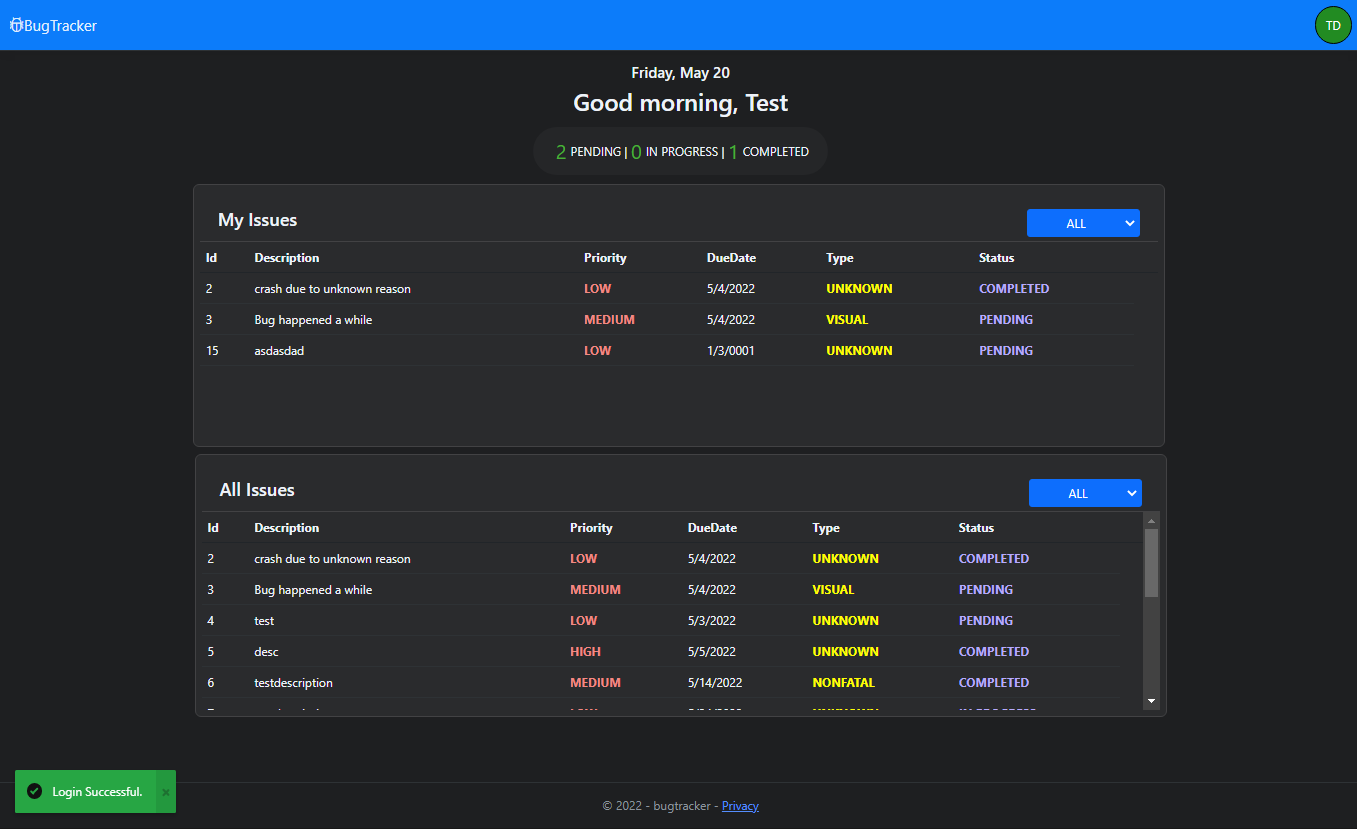 BugTracker
TD
Friday, May 20
Good morning, Test
2 PENDING | 0 IN PROGRESS | 1 COMPLETED
My Issues
ALL
Id Description Priority DueDate Type Status
2 crash due to unknown reason LOW 5/4/2022 UNKNOWN COMPLETED
3 Bug happened a while MEDIUM 5/4/2022 VISUAL PENDING
15 asdasdad LOW 1/3/0001 UNKNOWN PENDING
All Issues
ALL
Id Description Priority DueDate Type Status
2 crash due to unknown reason LOW 5/4/2022 UNKNOWN COMPLETED
3 Bug happened a while MEDIUM 5/4/2022 VISUAL PENDING
4 test LOW 5/3/2022 UNKNOWN PENDING
5 desc HIGH 5/5/2022 UNKNOWN COMPLETED
6 testdescription MEDIUM 5/14/2022 NONFATAL COMPLETED
Login Successful. ×
© 2022 - bugtracker - Privacy